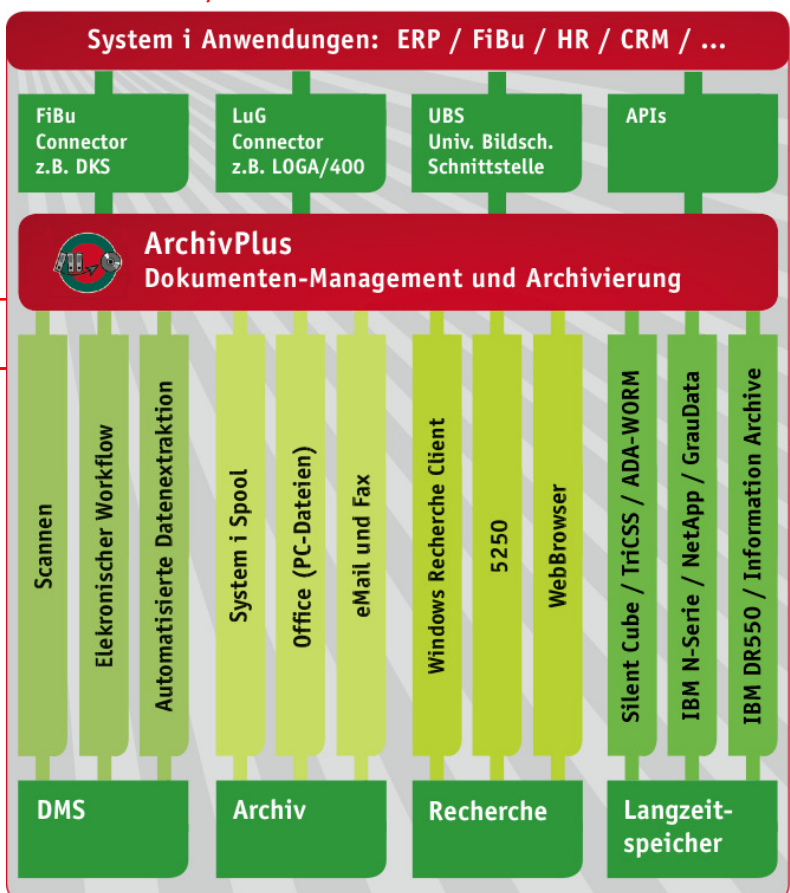 System i Anwendungen: ERP / FiBu / HR / CRM / ...
FiBu
Connector
z.B. DKS
LuG
Connector
z.B. LOGA/400
UBS
Univ. Bildsch.
Schnittstelle
APIs
ArchivPlus
Dokumenten-Management und Archivierung
Scannen
Elekronischer Workflow
Automatisierte Datenextraktion
System i Spool
Office (PC-Dateien)
eMail und Fax
Windows Recherche Client
5250
WebBrowser
Silent Cube / TriCSS / ADA-WORM
IBM N-Serie / NetApp / GrauData
IBM DR550 / Information Archive
DMS
Archiv
Recherche
Langzeit-
speicher